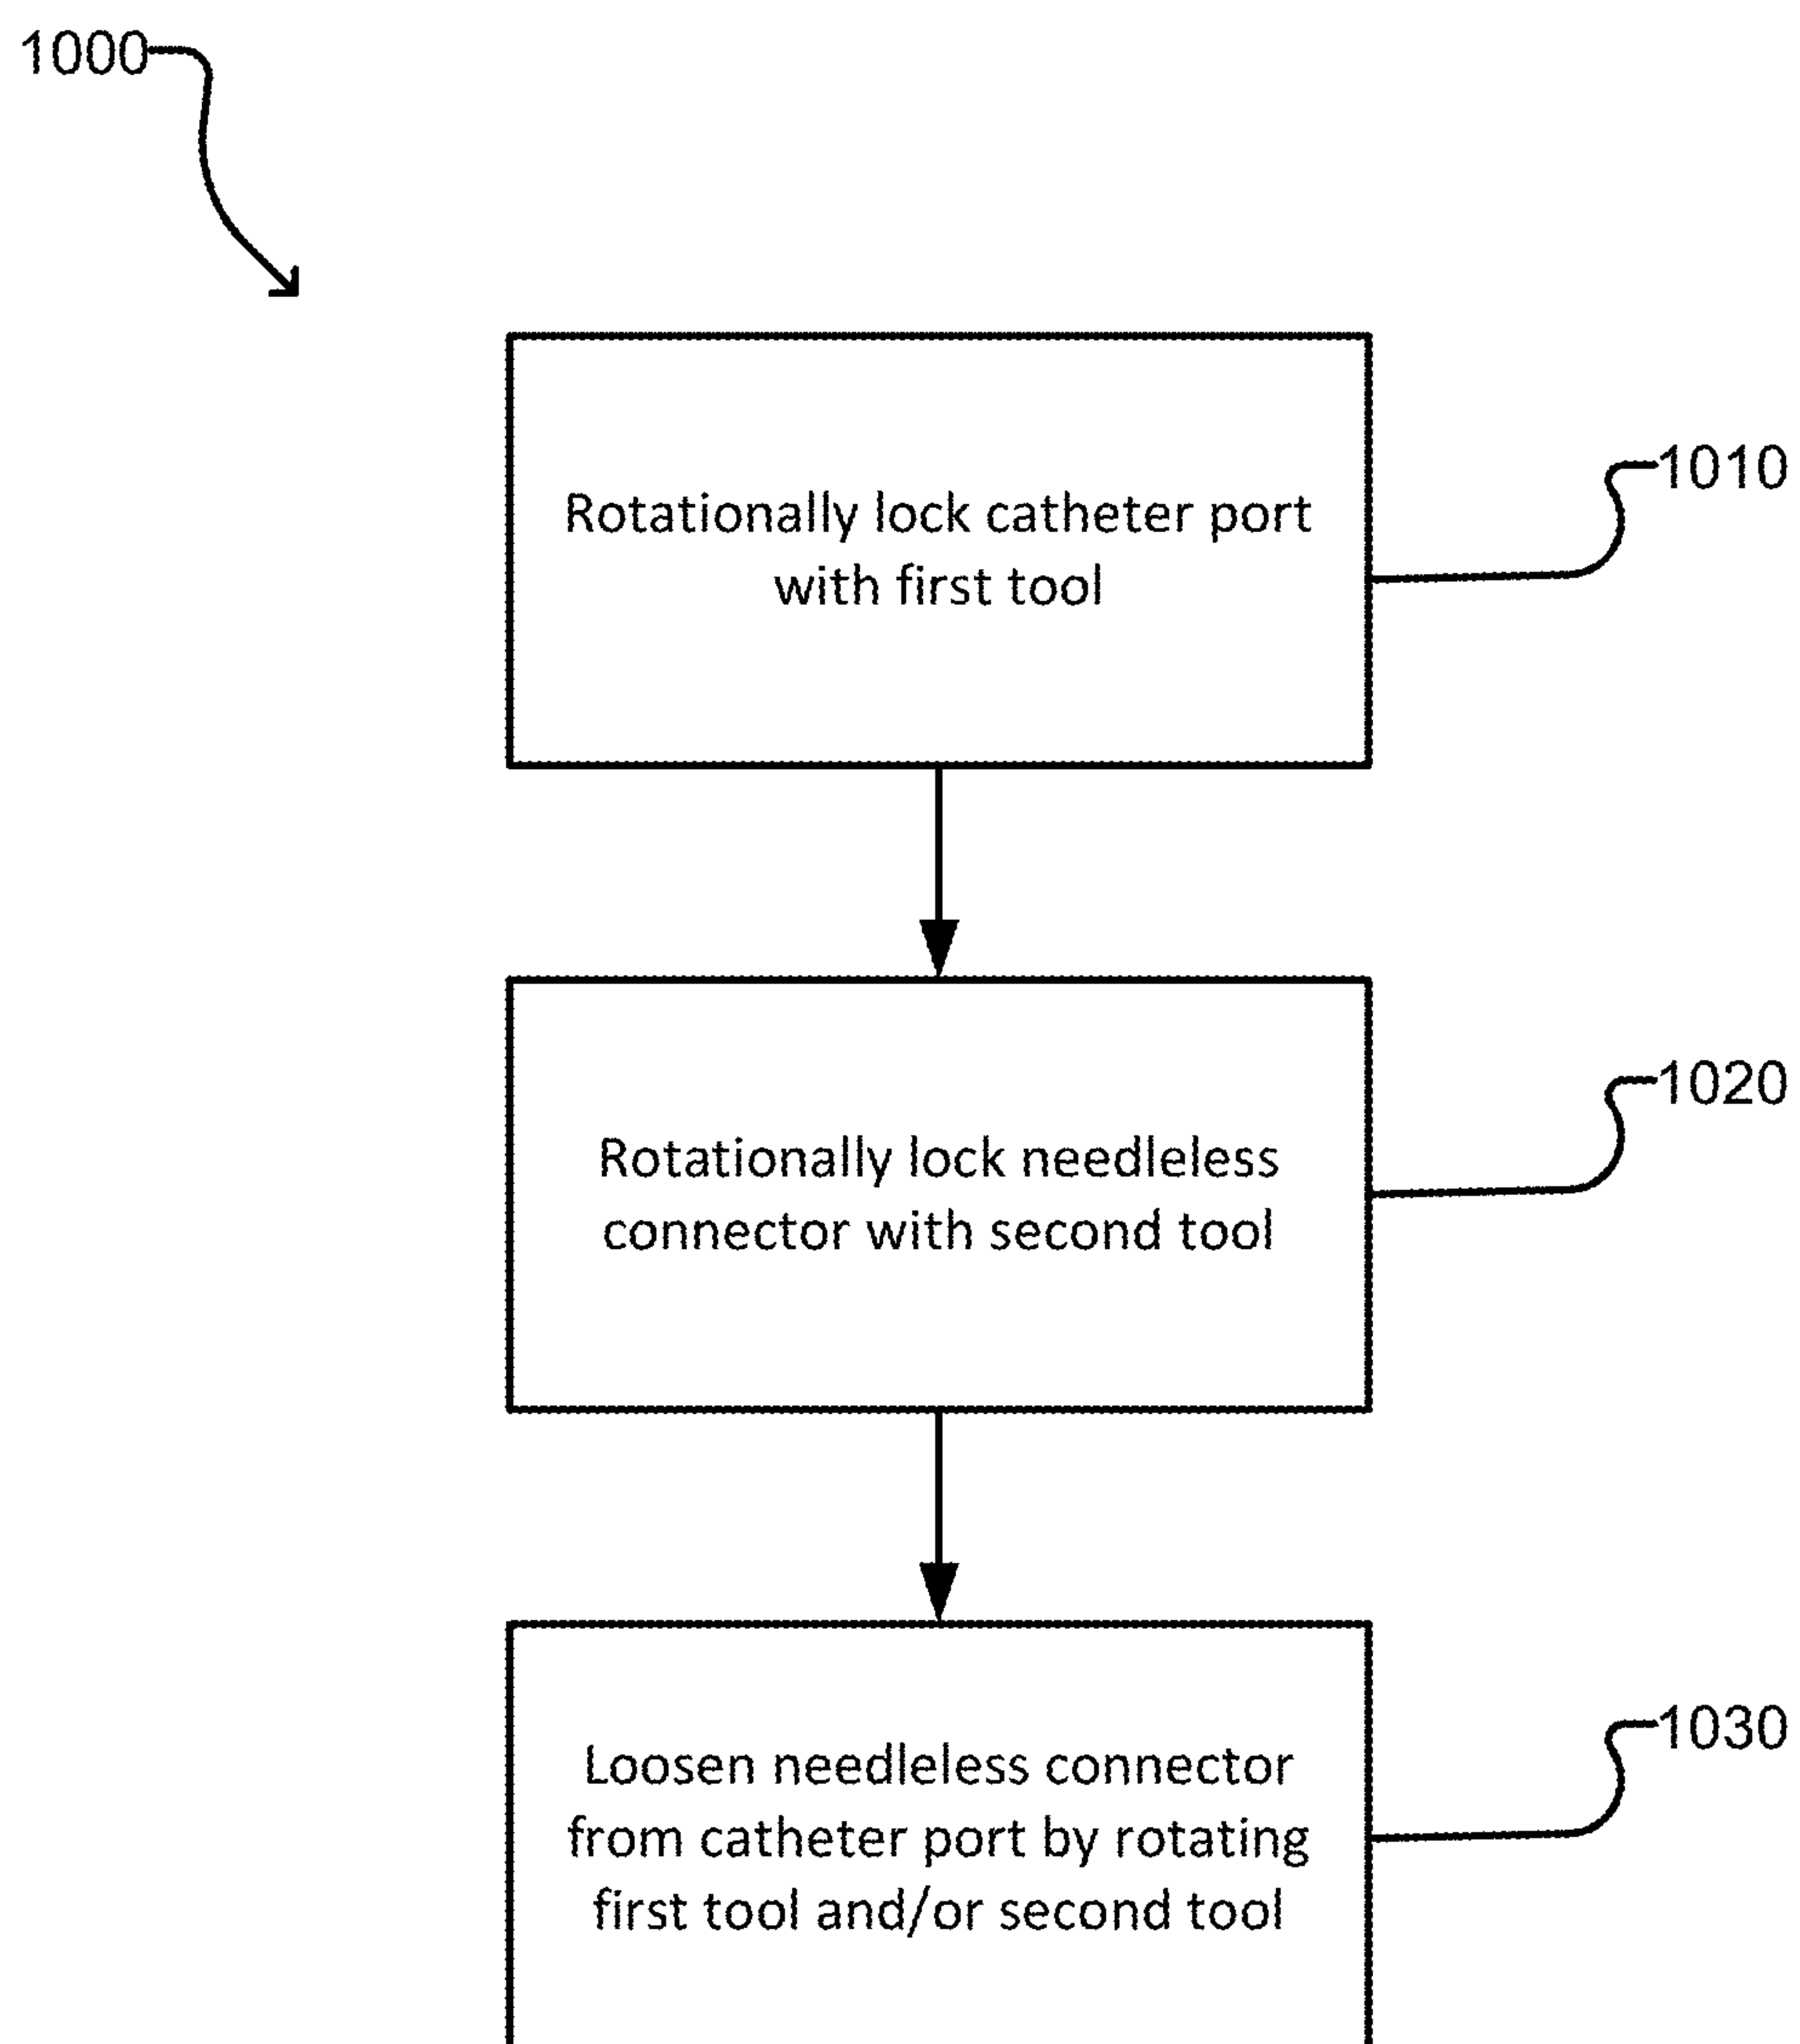 1000
Rotationally lock catheter port
with first tool
1010
Rotationally lock needleless
connector with second tool
1020
Loosen needleless connector
from catheter port by rotating
first tool and/or second tool
1030